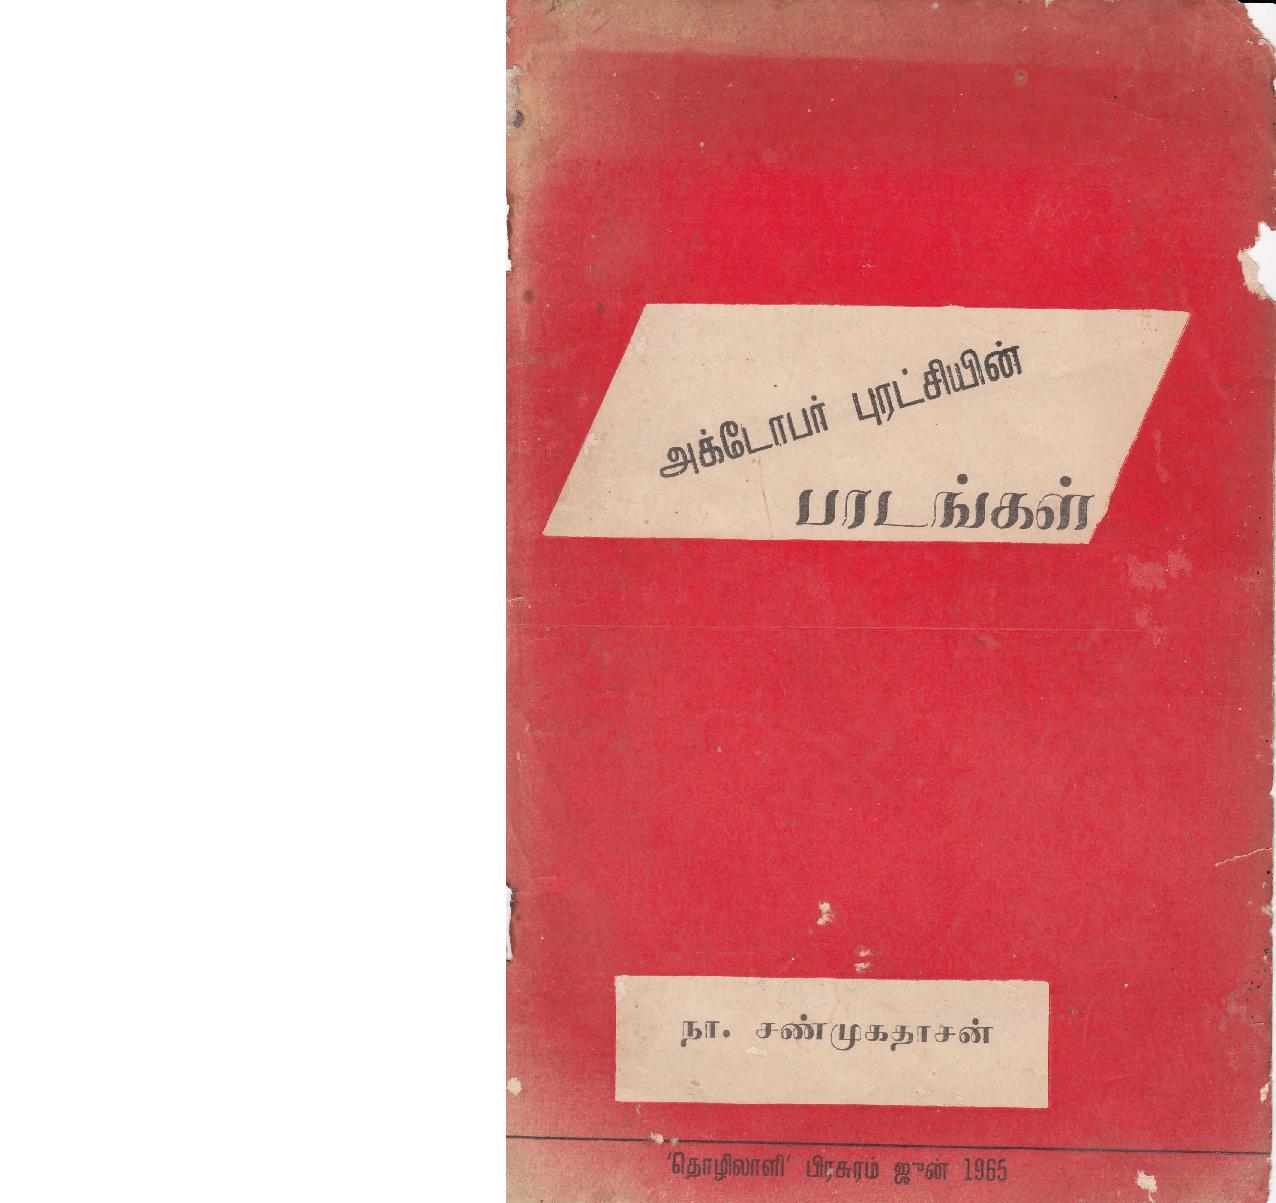 அக்டோபர் புரட்சியின்
பாடங்கள்
நா. சண்முகதாசன்
'தொழிலாளி' பிரசுரம் ஜுன் 1965